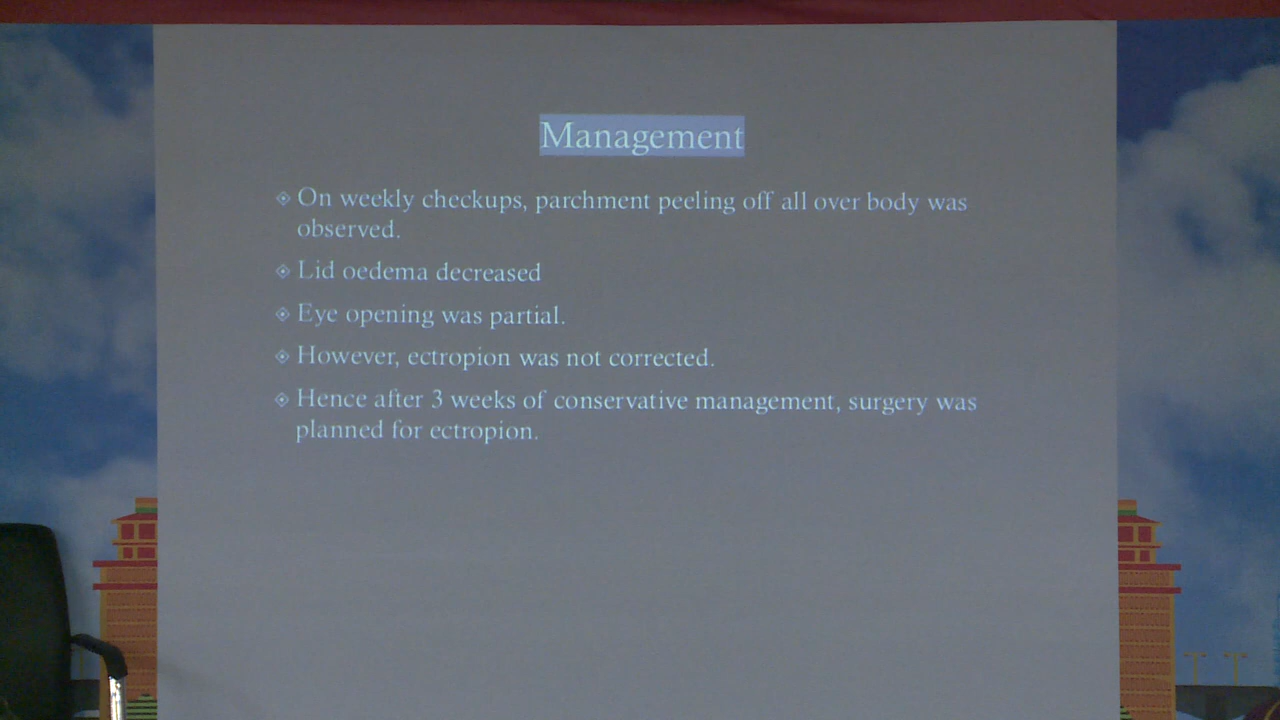 Management
On weekly checkups, parchment peeling off all over body was
observed.
Lid oedema decreased
Eye opening was partial.
However, ectropion was not corrected.
Hence after 3 weeks of conservative management, surgery was
planned for ectropion.